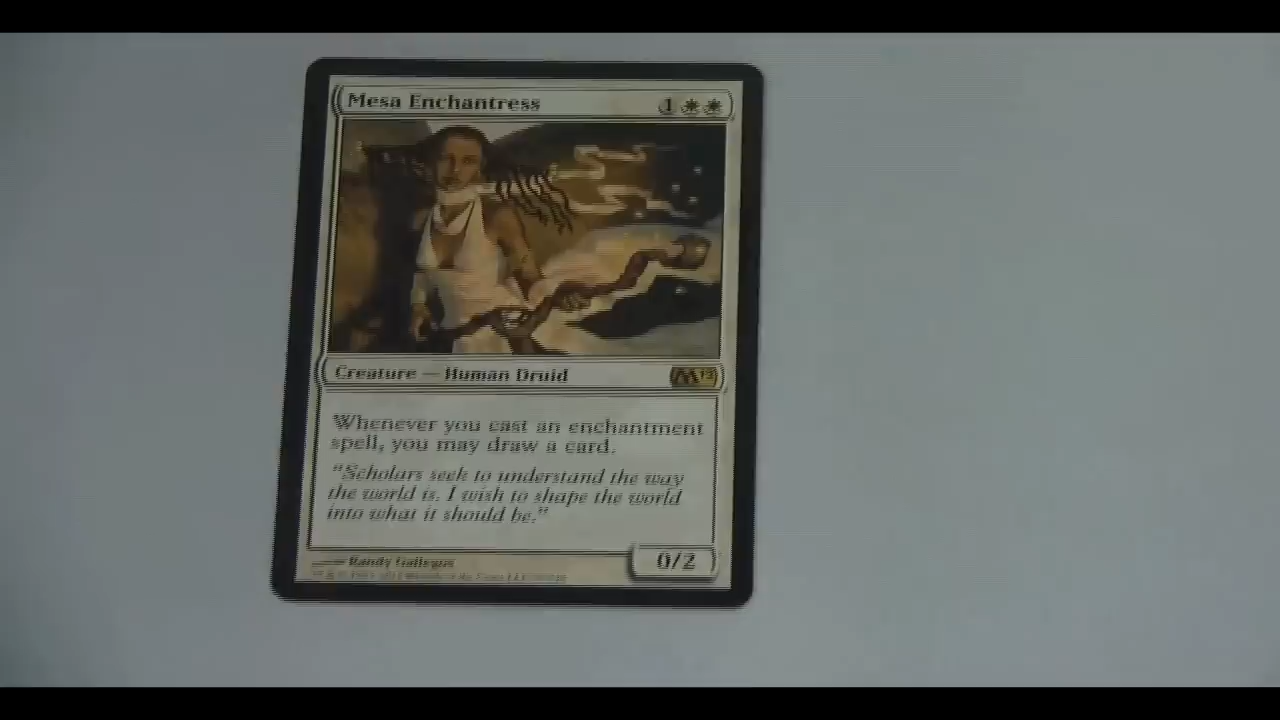 Mesa Enchantress 1
Creature — Human Druid
Whenever you cast an enchantment
spell, you may draw a card.
"Scholars seek to understand the way
the world is. I wish to shape the world
into what it should be."
Randy Gallegos
0/2